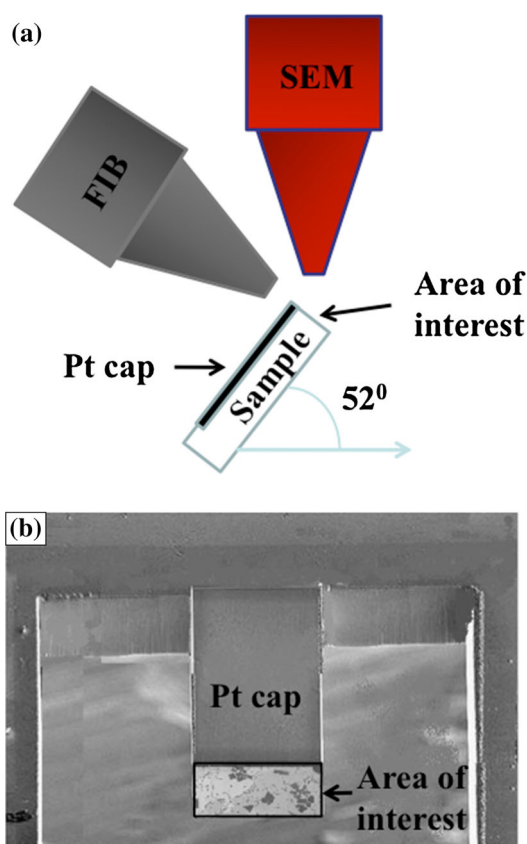 (a)
SEM
FIB
Area of
interest
Pt cap
Sample
52⁰
(b)
Pt cap
Area of
interest